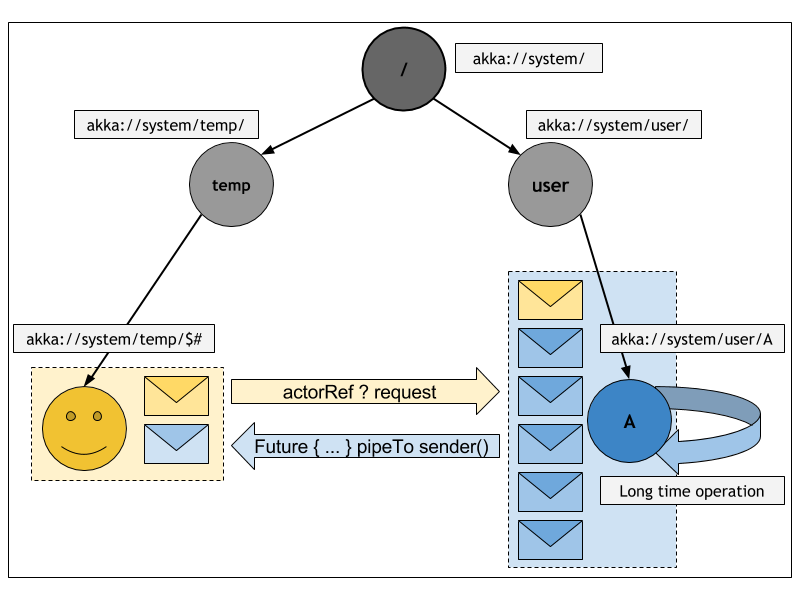 /
akka://system/
akka://system/temp/
akka://system/user/
temp
user
akka://system/temp/$#
akka://system/user/A
actorRef ? request
A
Future { ... } pipeTo sender()
Long time operation